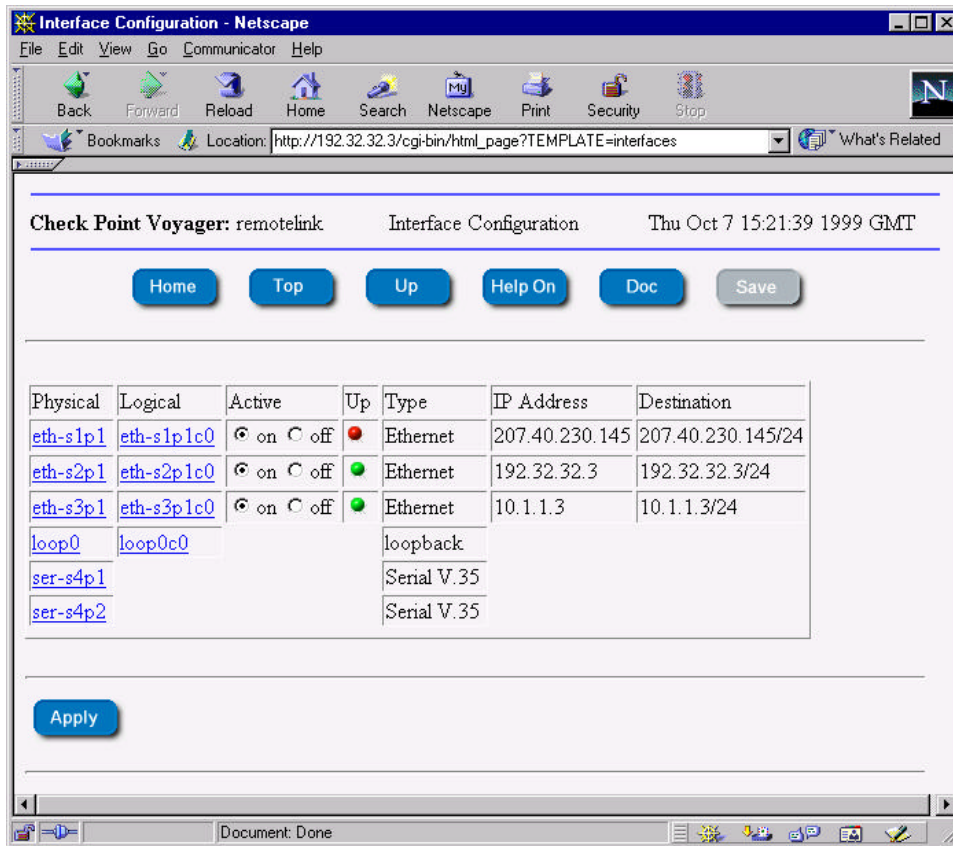 Interface Configuration - Netscape
File Edit View Go Communicator Help
My
Back Forward Reload Home Search Netscape Print Security Stop
N
Bookmarks Location: http://192.32.32.3/cgi-bin/html_page?TEMPLATE=interfaces What's Related
Check Point Voyager: remotelink Interface Configuration Thu Oct 7 15:21:39 1999 GMT
Home Top Up Help On Doc Save
Physical Logical Active Up Type IP Address Destination
eth-s1p1 eth-s1p1c0 on off Ethernet 207.40.230.145 207.40.230.145/24
eth-s2p1 eth-s2p1c0 on off Ethernet 192.32.32.3 192.32.32.3/24
eth-s3p1 eth-s3p1c0 on off Ethernet 10.1.1.3 10.1.1.3/24
loop0 loop0c0 loopback
ser-s4p1 Serial V.35
ser-s4p2 Serial V.35
Apply
Document: Done